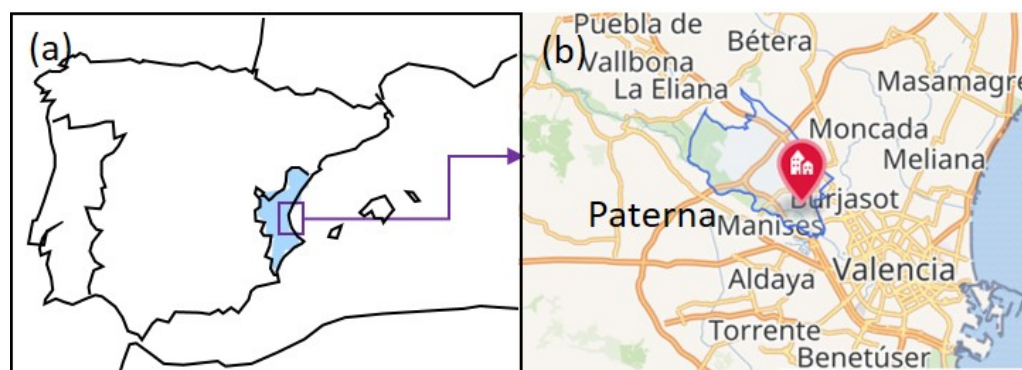 (a)
(b)
Puebla de
Vallbona
Bétera
La Eliana
Masamagre
Moncada
Meliana
Burjasot
Paterna
Manises
Aldaya
Valencia
Torrente
Benetúser